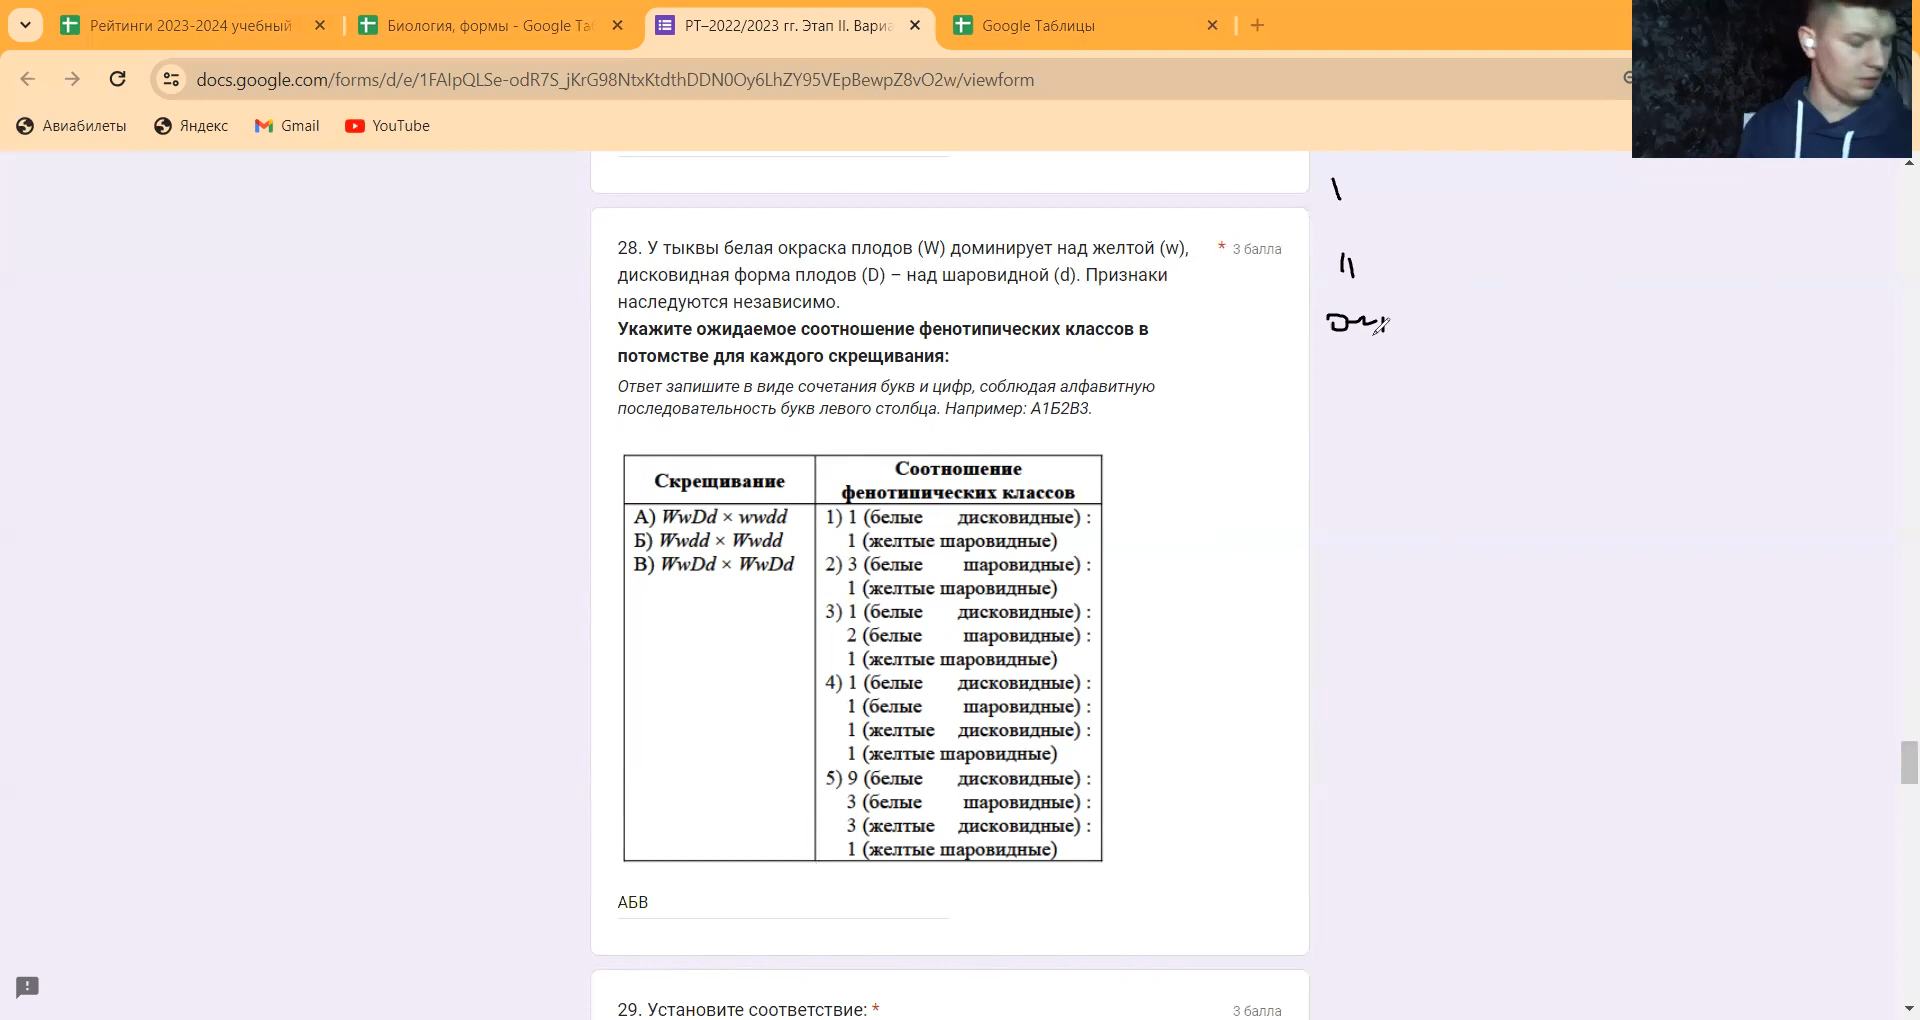 Рейтинги 2023-2024 учебный
Биология, формы - Google Та
РТ–2022/2023 гг. Этап II. Вариа
Google Таблицы
docs.google.com/forms/d/e/1FAIpQLSe-odR7S_jKrG98NtxKtdthDDN0Oy6LhZY95VEpBewpZ8vO2w/viewform
Авиабилеты
Яндекс
Gmail
YouTube
28. У тыквы белая окраска плодов (W) доминирует над желтой (w), * 3 балла
дисковидная форма плодов (D) – над шаровидной (d). Признаки
наследуются независимо.
Укажите ожидаемое соотношение фенотипических классов в
потомстве для каждого скрещивания:
Ответ запишите в виде сочетания букв и цифр, соблюдая алфавитную
последовательность букв левого столбца. Например: А1Б2В3.
Скрещивание
А) WwDd × wwdd
Б) Wwdd × Wwdd
В) WwDd × WwDd
Соотношение
фенотипических классов
1) 1 (белые дисковидные) :
1 (желтые шаровидные)
2) 3 (белые шаровидные) :
1 (желтые шаровидные)
3) 1 (белые дисковидные) :
2 (белые шаровидные) :
1 (желтые шаровидные)
4) 1 (белые дисковидные) :
1 (белые шаровидные) :
1 (желтые дисковидные) :
1 (желтые шаровидные)
5) 9 (белые дисковидные) :
3 (белые шаровидные) :
3 (желтые дисковидные) :
1 (желтые шаровидные)
АБВ
29. Установите соответствие: * 3 балла